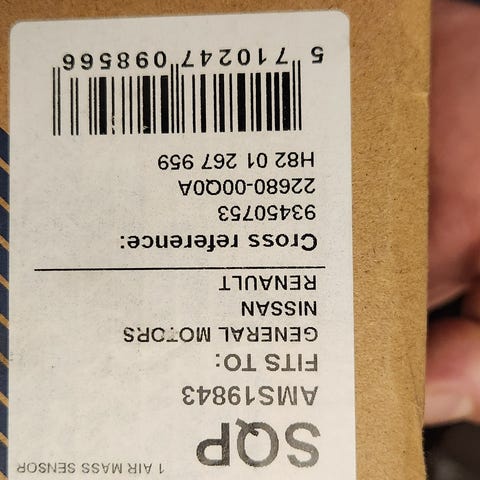 1 AIR MASS SENSOR
SQP
AMS19843
FITS TO:
GENERAL MOTORS
NISSAN
RENAULT
Cross reference:
93450753
22680-00Q0A
H82 01 267 959
5 710247 098566